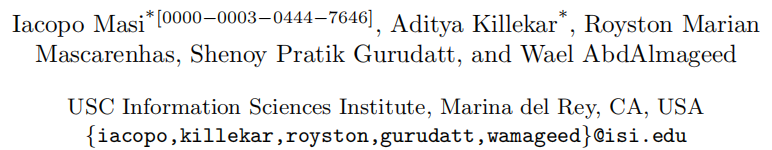 Iacopo Masi*[0000−0003−0444−7646], Aditya Killekar*, Royston Marian
Mascarenhas, Shenoy Pratik Gurudatt, and Wael AbdAlmageed
USC Information Sciences Institute, Marina del Rey, CA, USA
{iacopo,killekar,royston,gurudatt,wamageed}@isi.edu